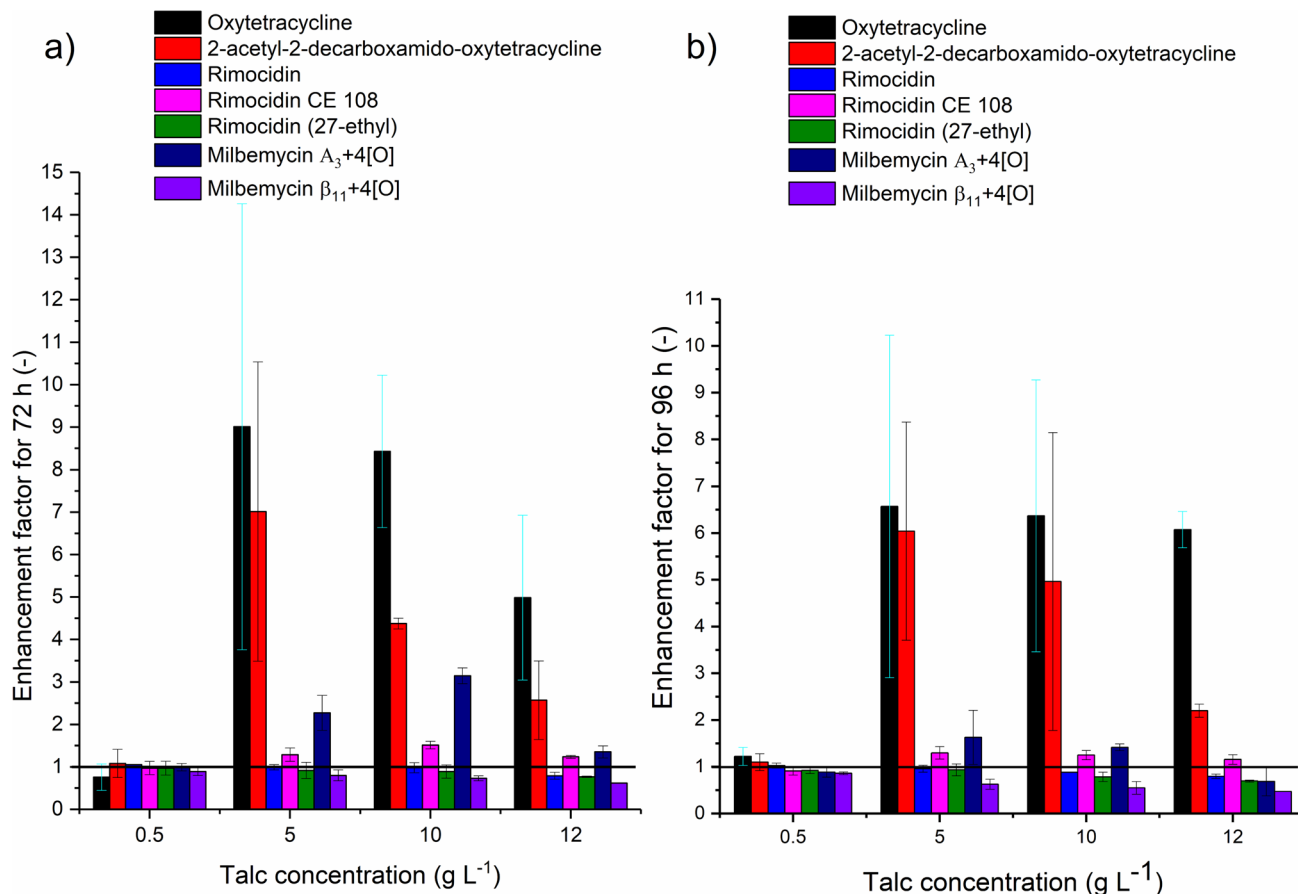 a)
Oxytetracycline
2-acetyl-2-decarboxamido-oxytetracycline
Rimocidin
Rimocidin CE 108
Rimocidin (27-ethyl)
Milbemycin A₃+4[O]
Milbemycin β₁₁+4[O]
Enhancement factor for 72 h (-)
15
14
13
12
11
10
9
8
7
6
5
4
3
2
1
0
0.5 5 10 12
Talc concentration (g L⁻¹)
b)
Oxytetracycline
2-acetyl-2-decarboxamido-oxytetracycline
Rimocidin
Rimocidin CE 108
Rimocidin (27-ethyl)
Milbemycin A₃+4[O]
Milbemycin β₁₁+4[O]
Enhancement factor for 96 h (-)
11
10
9
8
7
6
5
4
3
2
1
0
0.5 5 10 12
Talc concentration (g L⁻¹)